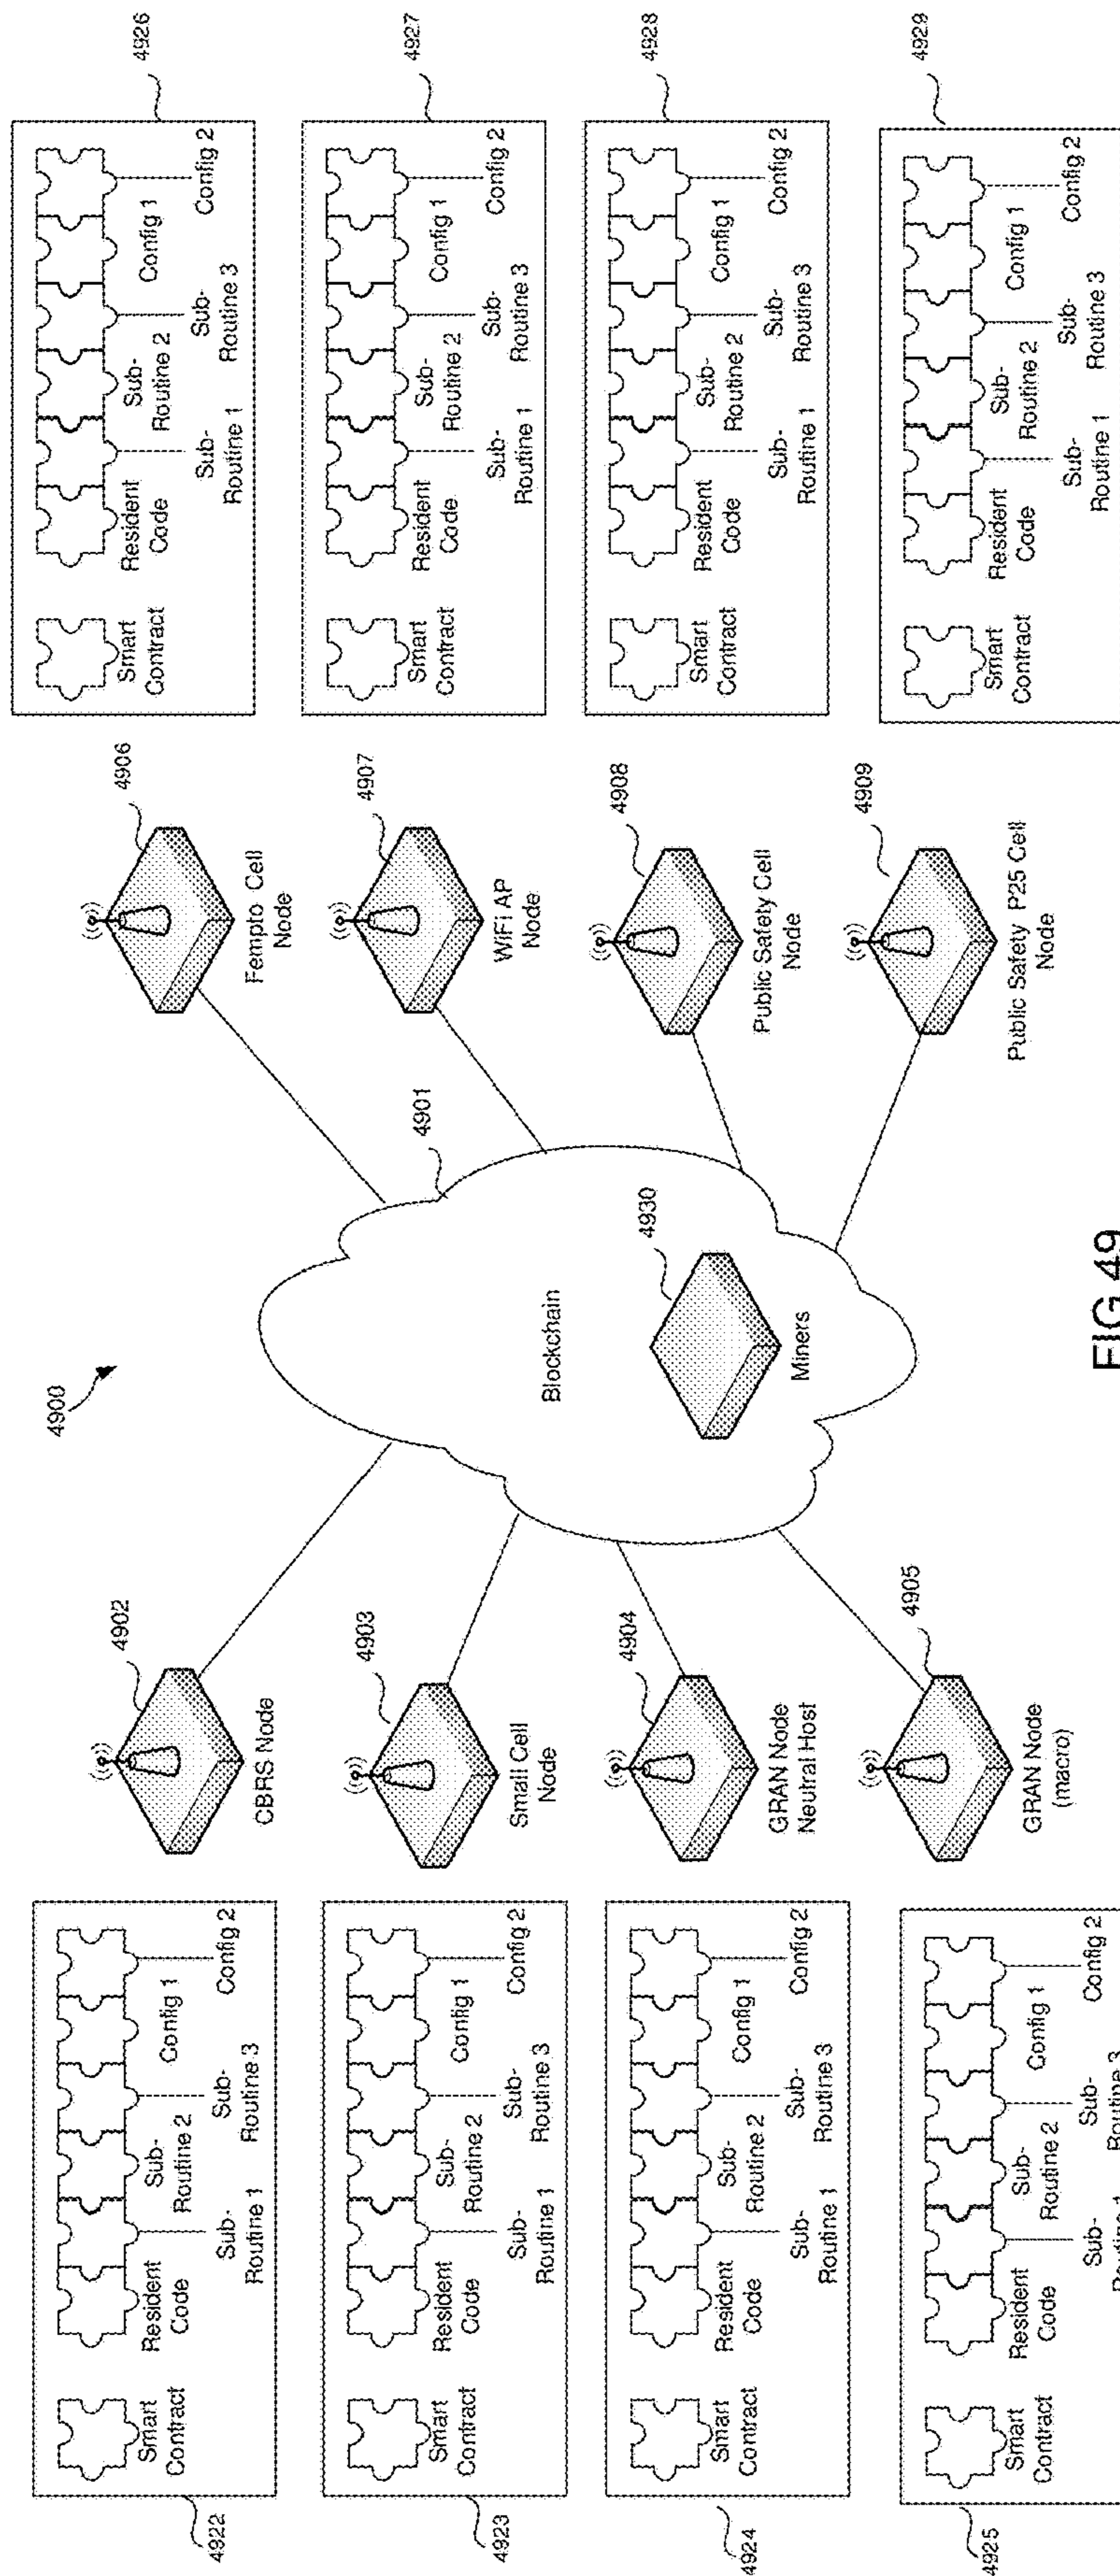 4900
4922
Smart
Contract
Resident
Code
Sub-
Routine 1
Sub-
Routine 2
Sub-
Routine 3
Config 1
Config 2
4923
Smart
Contract
Resident
Code
Sub-
Routine 1
Sub-
Routine 2
Sub-
Routine 3
Config 1
Config 2
4924
Smart
Contract
Resident
Code
Sub-
Routine 1
Sub-
Routine 2
Sub-
Routine 3
Config 1
Config 2
4925
Smart
Contract
Resident
Code
Sub-
Routine 1
Sub-
Routine 2
Sub-
Routine 3
Config 1
Config 2
4902
CBRS Node
4903
Small Cell
Node
4904
GRAN Node
Neutral Host
4905
GRAN Node
(macro)
4901
Blockchain
4930
Miners
4906
Fempto Cell
Node
4907
WiFi AP
Node
4908
Public Safety Cell
Node
4909
Public Safety P25 Cell
Node
4926
Smart
Contract
Resident
Code
Sub-
Routine 1
Sub-
Routine 2
Sub-
Routine 3
Config 1
Config 2
4927
Smart
Contract
Resident
Code
Sub-
Routine 1
Sub-
Routine 2
Sub-
Routine 3
Config 1
Config 2
4928
Smart
Contract
Resident
Code
Sub-
Routine 1
Sub-
Routine 2
Sub-
Routine 3
Config 1
Config 2
4929
Smart
Contract
Resident
Code
Sub-
Routine 1
Sub-
Routine 2
Sub-
Routine 3
Config 1
Config 2
FIG 49